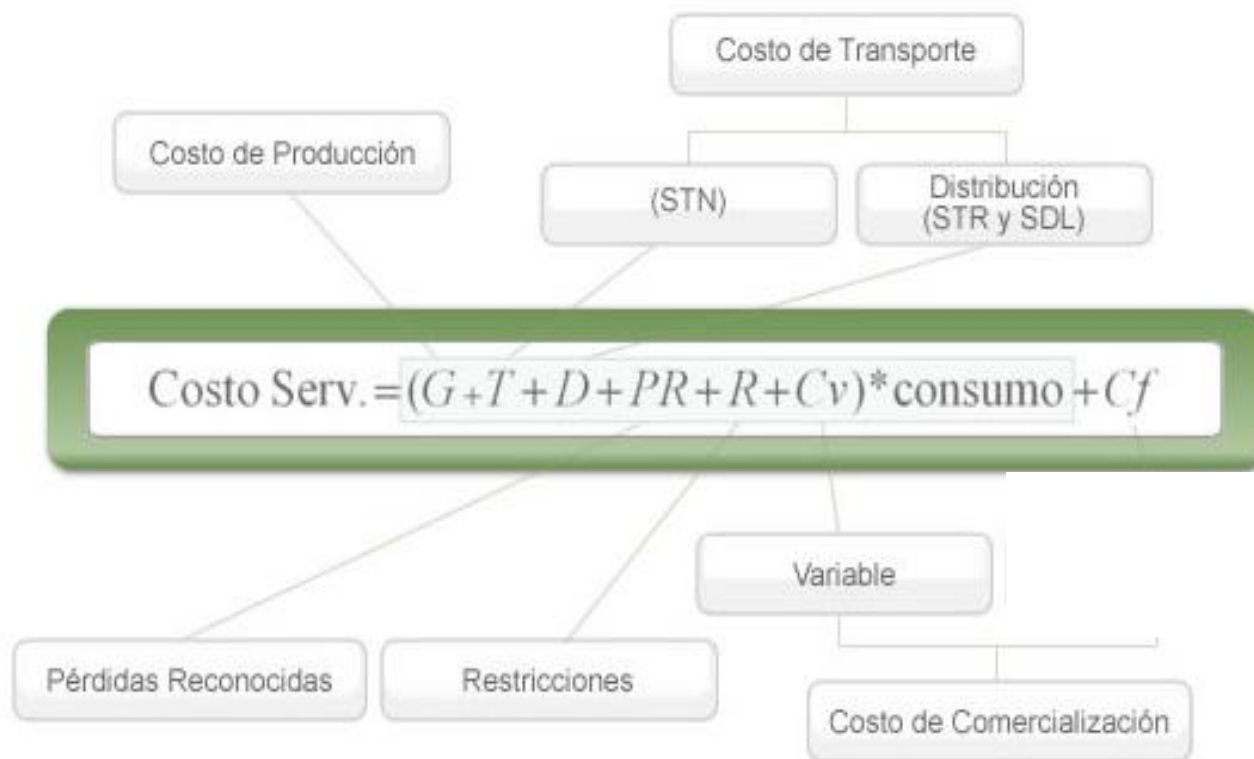 Costo de Transporte
Costo de Producción
(STN)
Distribución
(STR y SDL)
Costo Serv.=(G+T+D+PR+R+Cv)*consumo+Cf
Variable
Pérdidas Reconocidas
Restricciones
Costo de Comercialización